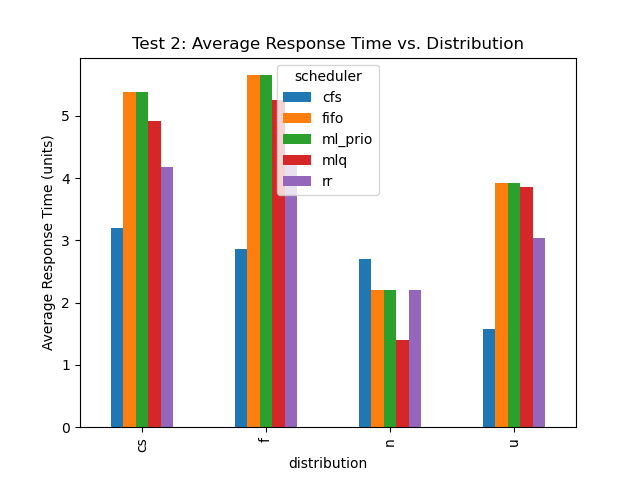 Test 2: Average Response Time vs. Distribution
scheduler
cfs
fifo
ml_prio
mlq
rr
Average Response Time (units)
5
4
3
2
1
0
cs
f
n
u
distribution